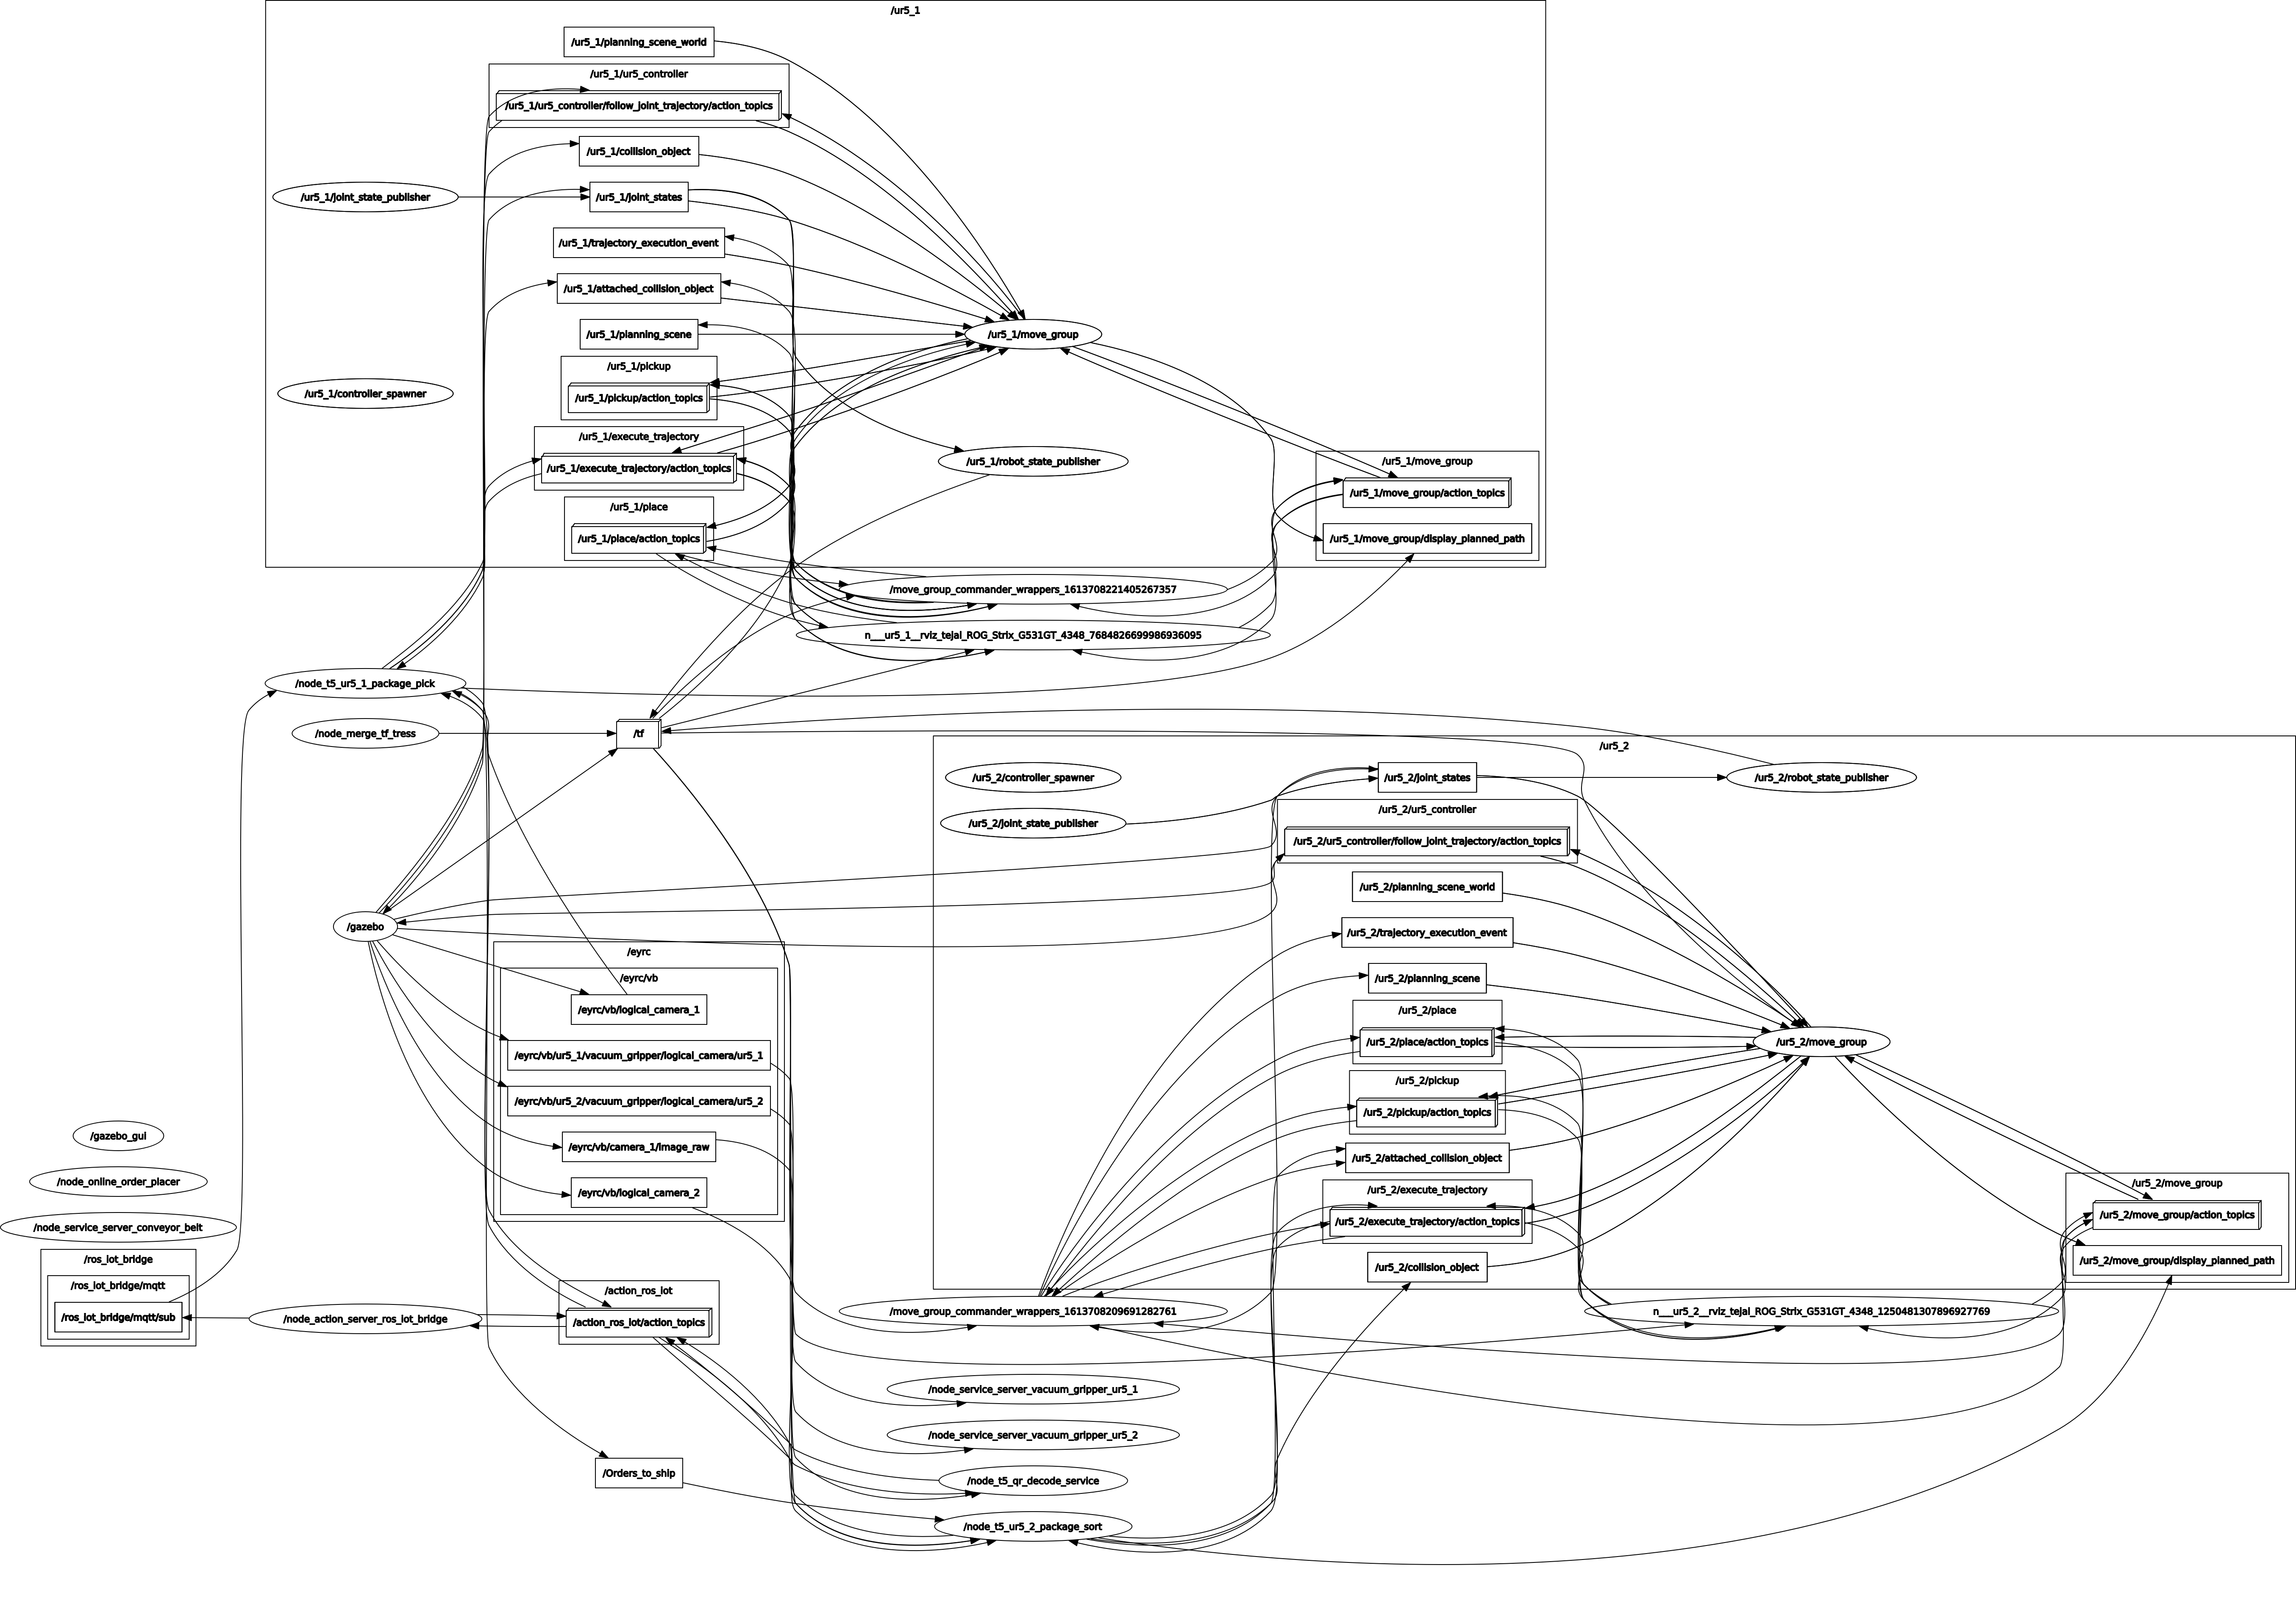 /ur5_1
/ur5_1/planning_scene_world
/ur5_1/ur5_controller
/ur5_1/ur5_controller/follow_joint_trajectory/action_topics
/ur5_1/collision_object
/ur5_1/joint_state_publisher
/ur5_1/joint_states
/ur5_1/trajectory_execution_event
/ur5_1/attached_collision_object
/ur5_1/planning_scene
/ur5_1/move_group
/ur5_1/pickup
/ur5_1/controller_spawner
/ur5_1/pickup/action_topics
/ur5_1/execute_trajectory
/ur5_1/execute_trajectory/action_topics
/ur5_1/robot_state_publisher
/ur5_1/move_group
/ur5_1/move_group/action_topics
/ur5_1/place
/ur5_1/place/action_topics
/ur5_1/move_group/display_planned_path
/move_group_commander_wrappers_1613708221405267357
n___ur5_1__rviz_tejal_ROG_Strix_G531GT_4348_7684826699986936095
/node_t5_ur5_1_package_pick
/node_merge_tf_tress
/tf
/ur5_2
/ur5_2/controller_spawner
/ur5_2/joint_states
/ur5_2/robot_state_publisher
/ur5_2/ur5_controller
/ur5_2/joint_state_publisher
/ur5_2/ur5_controller/follow_joint_trajectory/action_topics
/ur5_2/planning_scene_world
/gazebo
/ur5_2/trajectory_execution_event
/eyrc
/eyrc/vb
/ur5_2/planning_scene
/eyrc/vb/logical_camera_1
/ur5_2/place
/ur5_2/place/action_topics
/ur5_2/move_group
/eyrc/vb/ur5_1/vacuum_gripper/logical_camera/ur5_1
/ur5_2/pickup
/eyrc/vb/ur5_2/vacuum_gripper/logical_camera/ur5_2
/ur5_2/pickup/action_topics
/gazebo_gui
/eyrc/vb/camera_1/image_raw
/ur5_2/attached_collision_object
/node_online_order_placer
/eyrc/vb/logical_camera_2
/ur5_2/execute_trajectory
/ur5_2/move_group
/ur5_2/execute_trajectory/action_topics
/ur5_2/move_group/action_topics
/node_service_server_conveyor_belt
/ros_iot_bridge
/ur5_2/collision_object
/ur5_2/move_group/display_planned_path
/ros_iot_bridge/mqtt
/action_ros_iot
/ros_iot_bridge/mqtt/sub
/node_action_server_ros_iot_bridge
/action_ros_iot/action_topics
/move_group_commander_wrappers_1613708209691282761
n___ur5_2__rviz_tejal_ROG_Strix_G531GT_4348_1250481307896927769
/node_service_server_vacuum_gripper_ur5_1
/node_service_server_vacuum_gripper_ur5_2
/Orders_to_ship
/node_t5_qr_decode_service
/node_t5_ur5_2_package_sort